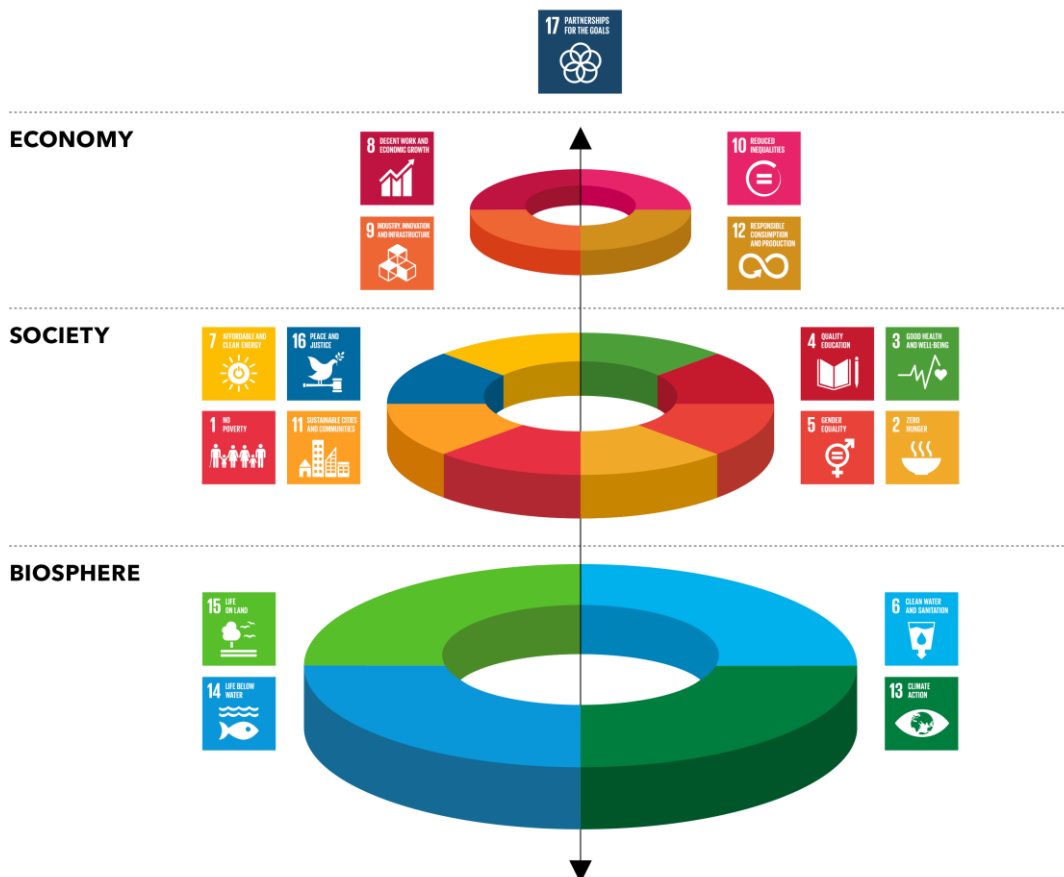 17 PARTNERSHIPS
FOR THE GOALS
ECONOMY
8 DECENT WORK AND
ECONOMIC GROWTH
10 REDUCED
INEQUALITIES
9 INDUSTRY, INNOVATION
AND INFRASTRUCTURE
12 RESPONSIBLE
CONSUMPTION
AND PRODUCTION
SOCIETY
7 AFFORDABLE AND
CLEAN ENERGY
16 PEACE AND
JUSTICE
4 QUALITY
EDUCATION
3 GOOD HEALTH
AND WELL-BEING
1 NO
POVERTY
11 SUSTAINABLE CITIES
AND COMMUNITIES
5 GENDER
EQUALITY
2 ZERO
HUNGER
BIOSPHERE
15 LIFE
ON LAND
6 CLEAN WATER
AND SANITATION
14 LIFE BELOW
WATER
13 CLIMATE
ACTION